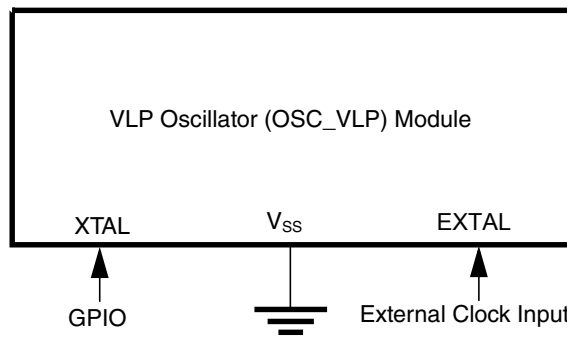 VLP Oscillator (OSC_VLP) Module
XTAL VSS EXTAL
GPIO External Clock Input